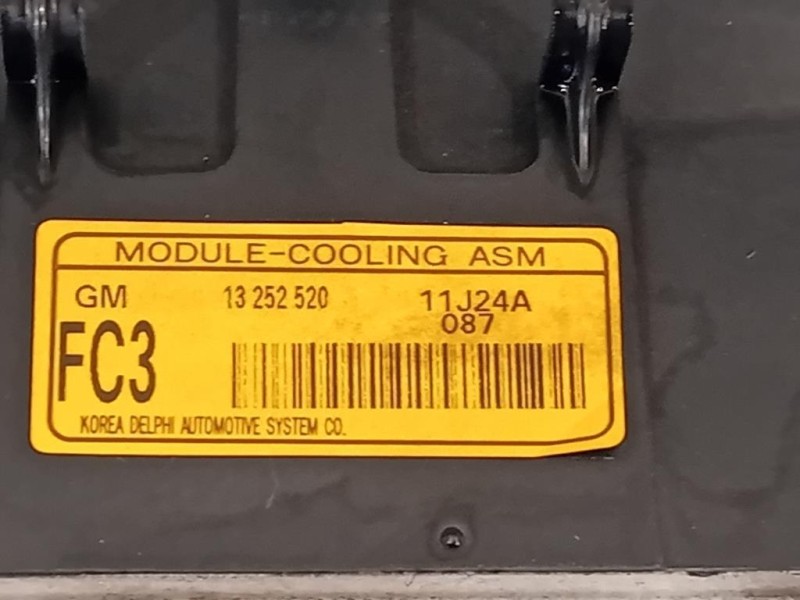 MODULE-COOLING ASM
GM 13 252 520 11J24A
087
FC3
KOREA DELPHI AUTOMOTIVE SYSTEM CO.